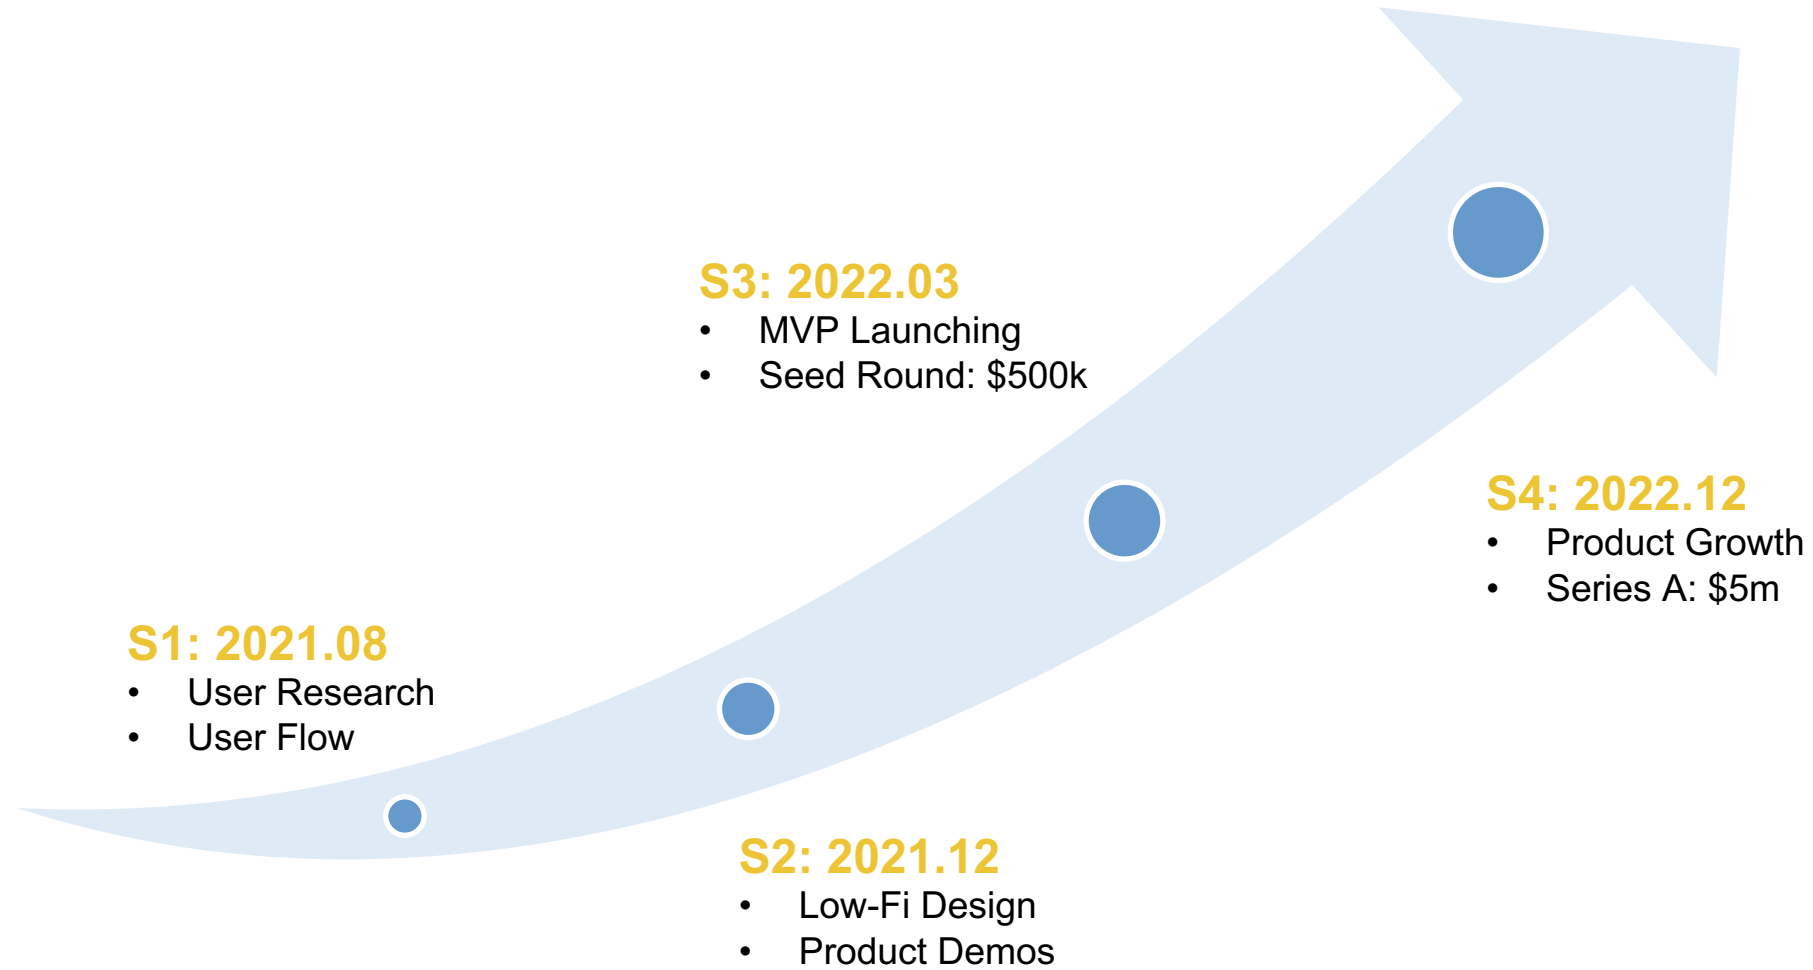 S1: 2021.08
• User Research
• User Flow
S2: 2021.12
• Low-Fi Design
• Product Demos
S3: 2022.03
• MVP Launching
• Seed Round: $500k
S4: 2022.12
• Product Growth
• Series A: $5m